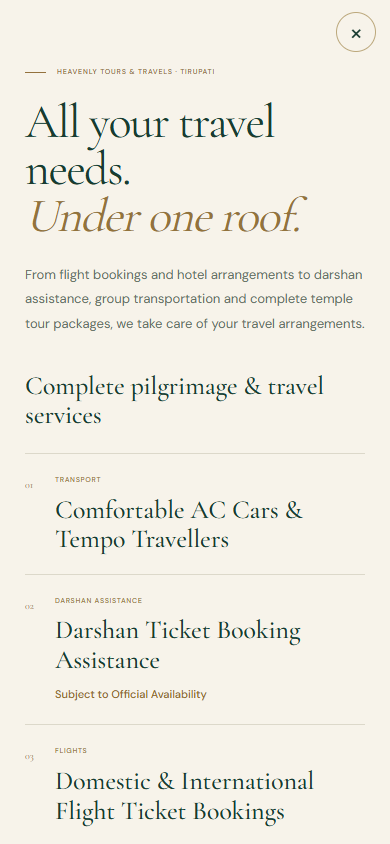 ×
HEAVENLY TOURS & TRAVELS · TIRUPATI
All your travel
needs.
Under one roof.
From flight bookings and hotel arrangements to darshan
assistance, group transportation and complete temple
tour packages, we take care of your travel arrangements.
Complete pilgrimage & travel
services
01
TRANSPORT
Comfortable AC Cars &
Tempo Travellers
02
DARSHAN ASSISTANCE
Darshan Ticket Booking
Assistance
Subject to Official Availability
03
FLIGHTS
Domestic & International
Flight Ticket Bookings